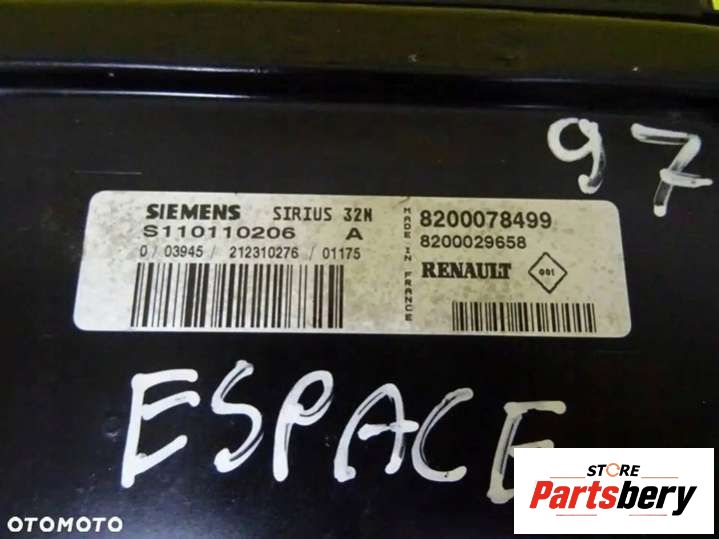 97
SIEMENS SIRIUS 32N
S110110206 A
0 / 03945 / 212310276 / 01175
MADE IN FRANCE
8200078499
8200029658
RENAULT 001
ESPACE
STORE
Partsbery
OTOMOTO